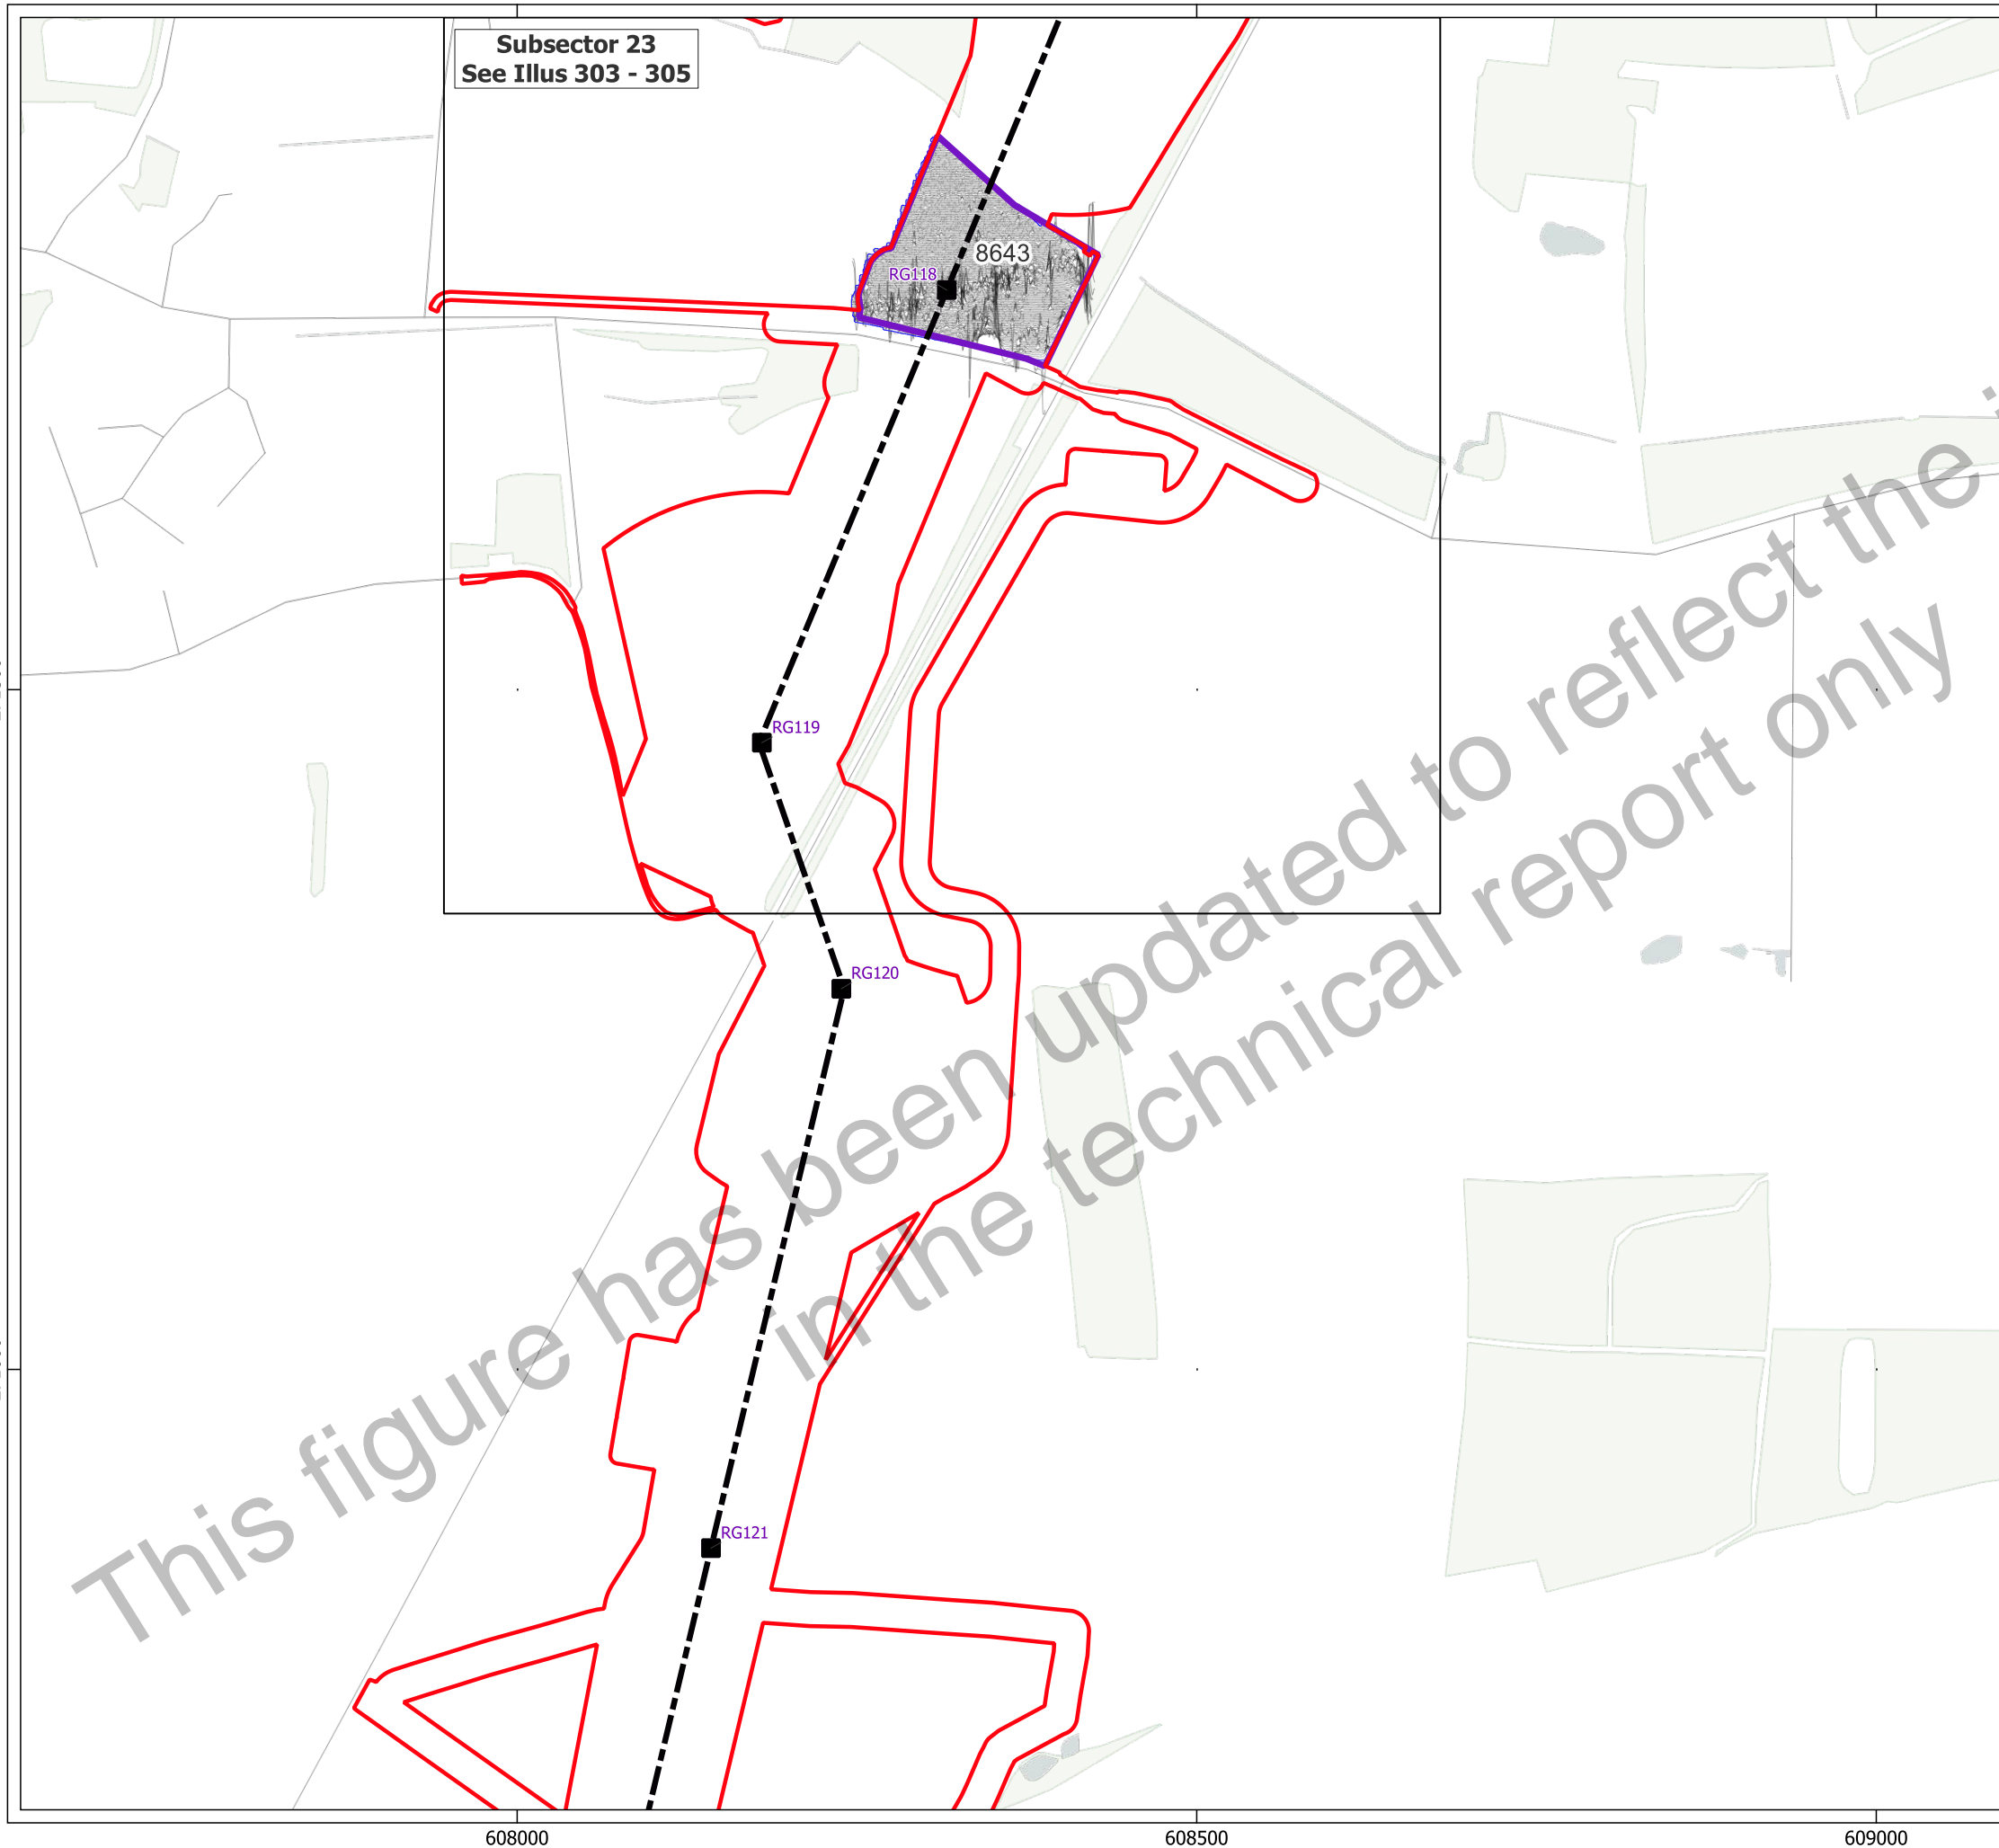 Subsector 23
See Illus 303 - 305
8643
RG118
RG119
RG120
RG121
This figure has been updated to reflect the
in the technical report only
608000
608500
609000